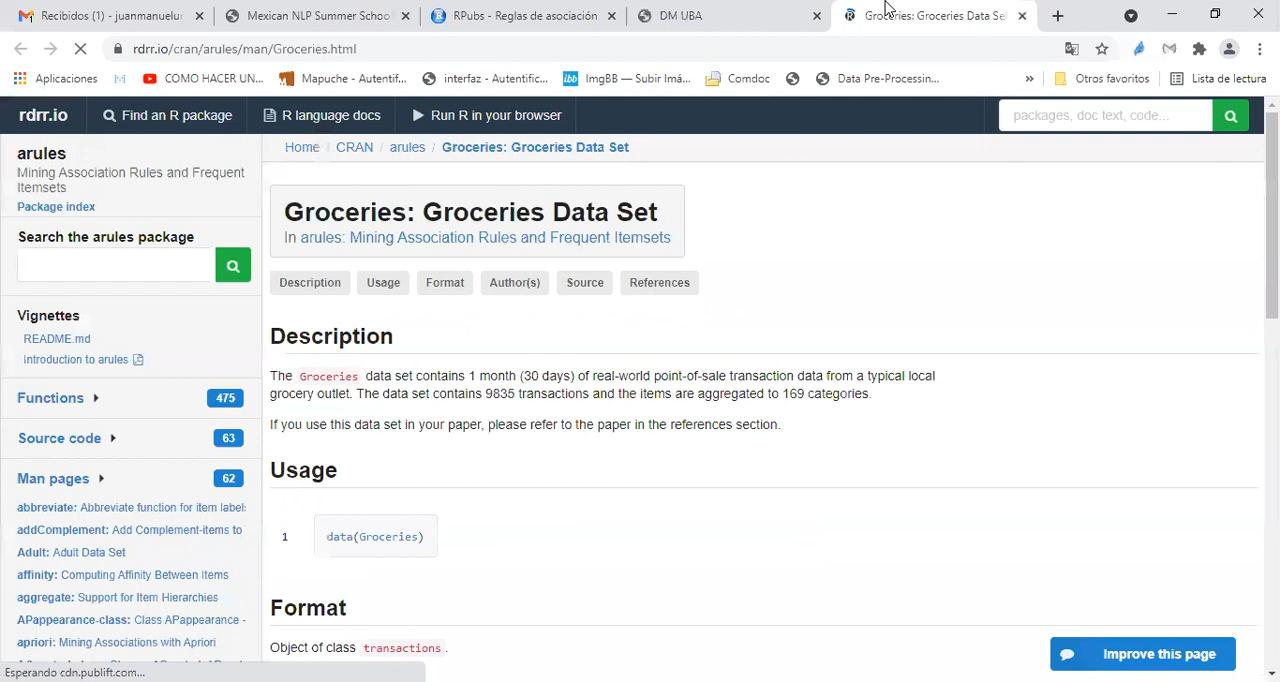 Recibidos (1) - juanmanuelur
Mexican NLP Summer Schoo
RPubs - Reglas de asociación
DM UBA
Groceries: Groceries Data Se
rdrr.io/cran/arules/man/Groceries.html
Aplicaciones
COMO HACER UN...
Mapuche - Autentif...
interfaz - Autentific...
ibb ImgBB — Subir Imá...
Comdoc
Data Pre-Processin...
»
Otros favoritos
Lista de lectura
rdrr.io
Find an R package
R language docs
Run R in your browser
packages, doc text, code...
arules
Mining Association Rules and Frequent
Itemsets
Package index
Search the arules package
Vignettes
README.md
Introduction to arules
Functions 475
Source code 63
Man pages 62
abbreviate: Abbreviate function for item labels
addComplement: Add Complement-items to
Adult: Adult Data Set
affinity: Computing Affinity Between Items
aggregate: Support for Item Hierarchies
APappearance-class: Class APappearance -
apriori: Mining Associations with Apriori
Home / CRAN / arules / Groceries: Groceries Data Set
Groceries: Groceries Data Set
In arules: Mining Association Rules and Frequent Itemsets
Description
Usage
Format
Author(s)
Source
References
Description
The Groceries data set contains 1 month (30 days) of real-world point-of-sale transaction data from a typical local
grocery outlet. The data set contains 9835 transactions and the items are aggregated to 169 categories.
If you use this data set in your paper, please refer to the paper in the references section.
Usage
1 data(Groceries)
Format
Object of class transactions.
Improve this page
Esperando cdn.publift.com...